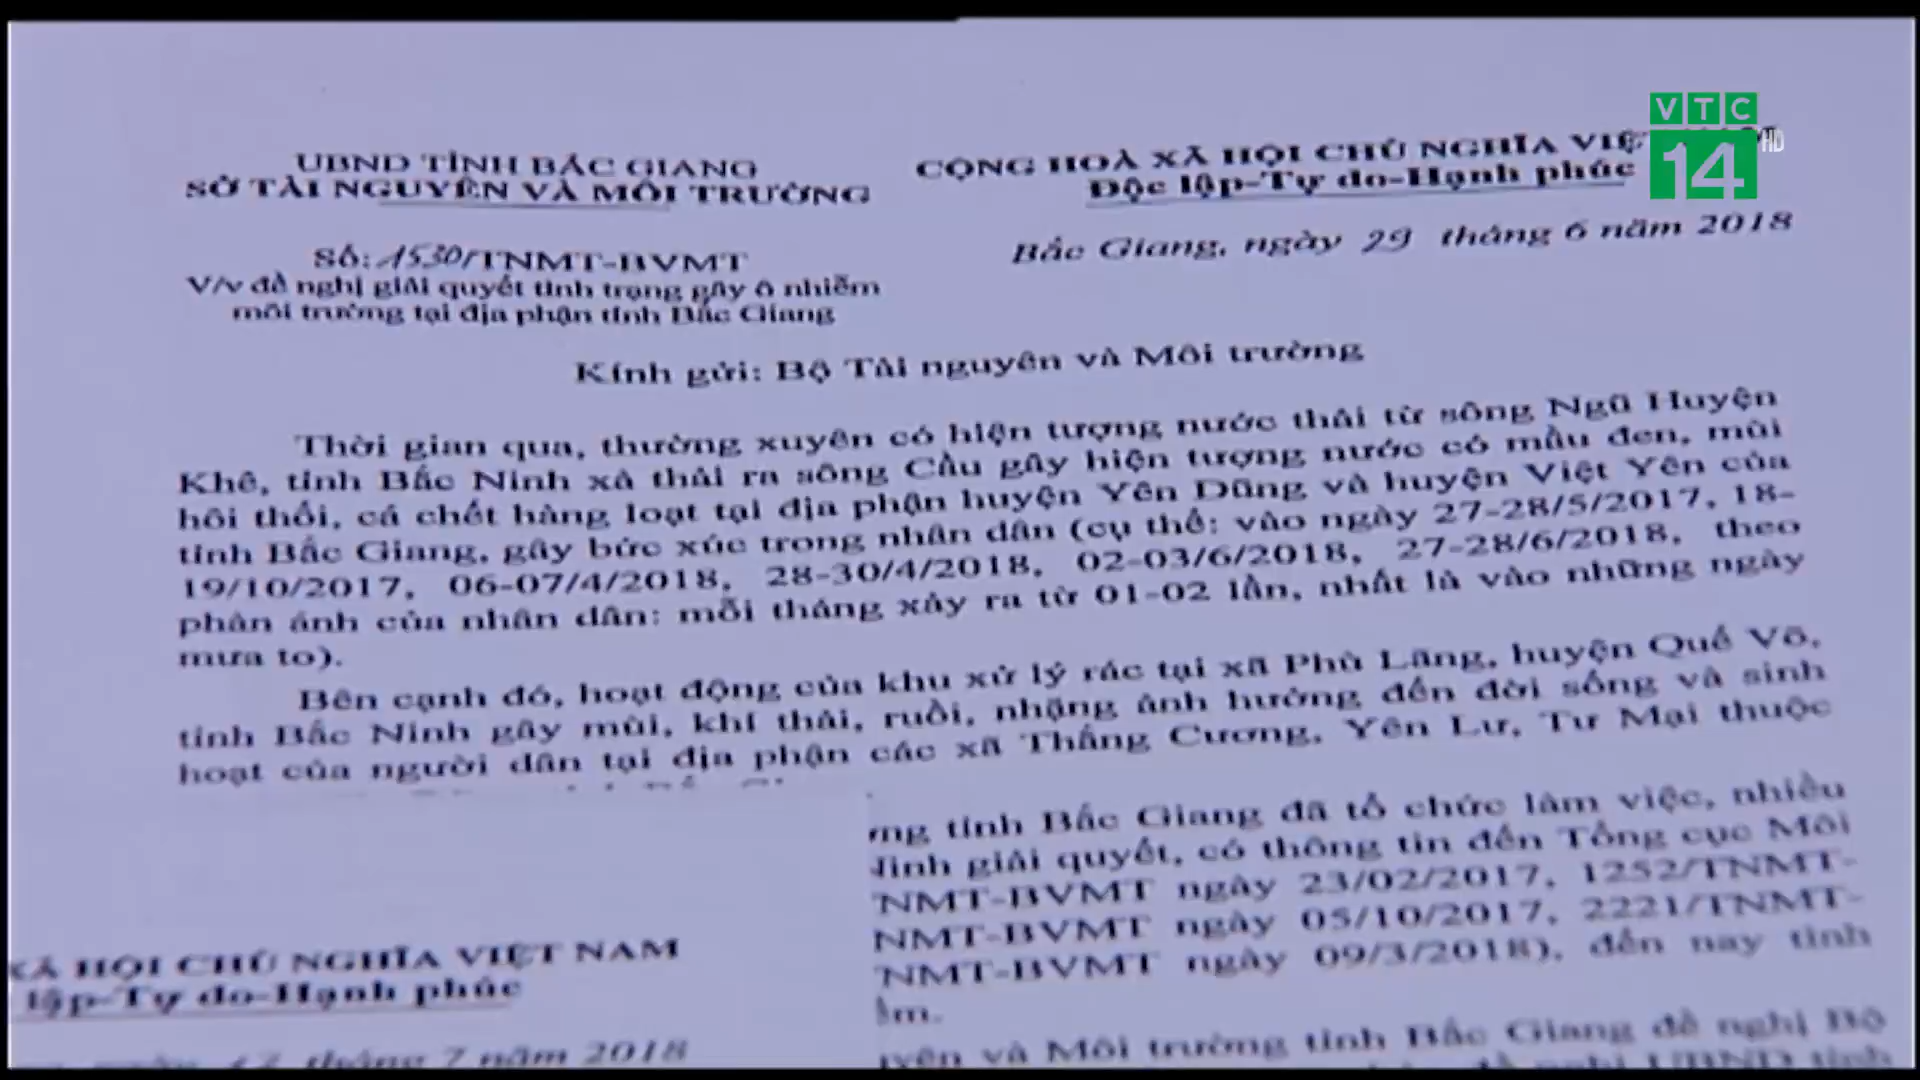 VTC
14
HD
UBND TỈNH BẮC GIANG
SỞ TÀI NGUYÊN VÀ MÔI TRƯỜNG
CỘNG HOÀ XÃ HỘI CHỦ NGHĨA
Độc lập-Tự do-Hạnh phúc
Số: 1530/TNMT-BVMT
Bắc Giang, ngày 29 tháng 6 năm 2018
V/v đề nghị giải quyết tình trạng gây ô nhiễm
môi trường tại địa phận tỉnh Bắc Giang
Kính gửi: Bộ Tài nguyên và Môi trường
Thời gian qua, thường xuyên có hiện tượng nước thải từ sông Ngũ Huyện
Khê, tỉnh Bắc Ninh xả thải ra sông Cầu gây hiện tượng nước có mầu đen, mùi
hôi thối, cá chết hàng loạt tại địa phận huyện Yên Dũng và huyện Việt Yên của
tỉnh Bắc Giang, gây bức xúc trong nhân dân (cụ thể: vào ngày 27-28/5/2017, 18-
19/10/2017, 06-07/4/2018, 28-30/4/2018, 02-03/6/2018, 27-28/6/2018, theo
phản ánh của nhân dân: mỗi tháng xảy ra từ 01-02 lần, nhất là vào những ngày
mưa to).
Bên cạnh đó, hoạt động của khu xử lý rác tại xã Phù Lãng, huyện Quế Võ,
tỉnh Bắc Ninh gây mùi, khí thải, ruồi, nhặng ảnh hưởng đến đời sống và sinh
hoạt của người dân tại địa phận các xã Thắng Cương, Yên Lư, Tư Mại thuộc
tỉnh Bắc Giang đã tổ chức làm việc, nhiều
giải quyết, có thông tin đến Tổng cục Môi
NMT-BVMT ngày 23/02/2017, 1252/TNMT-
NMT-BVMT ngày 05/10/2017, 2221/TNMT-
NMT-BVMT ngày 09/3/2018), đến nay tình
XÃ HỘI CHỦ NGHĨA VIỆT NAM
lập-Tự do-Hạnh phúc
tháng 7 năm 2018
và Môi trường tỉnh Bắc Giang đề nghị Bộ
đề nghị UBND tỉnh